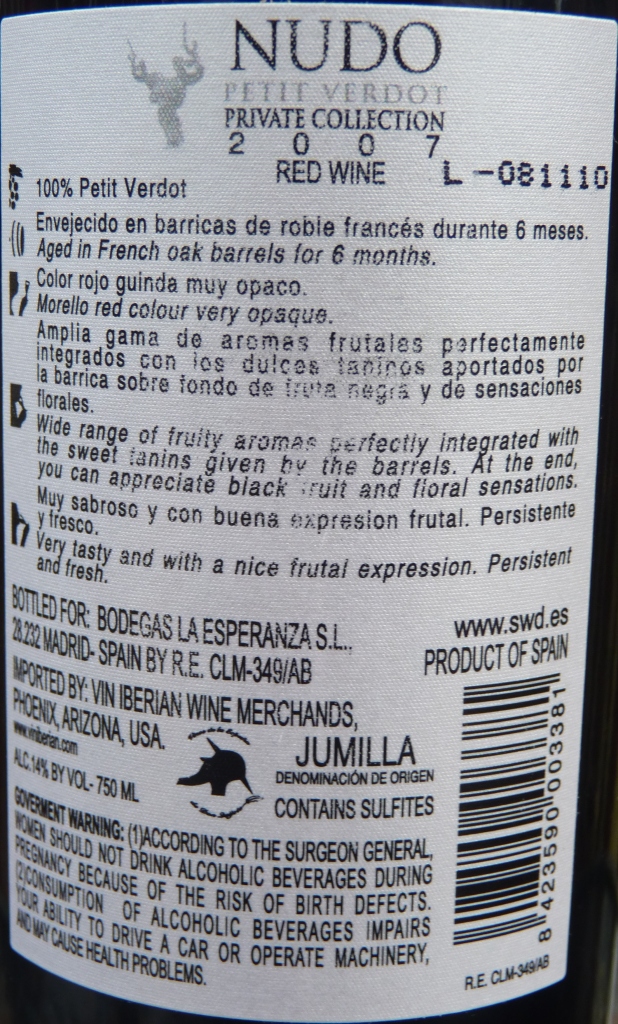 NUDO
PETIT VERDOT
PRIVATE COLLECTION
2 0 0 7
RED WINE
L-081110
100% Petit Verdot
Envejecido en barricas de roble francés durante 6 meses.
Aged in French oak barrels for 6 months.
Color rojo guinda muy opaco.
Morello red colour very opaque.
Amplia gama de aromas frutales perfectamente
integrados con los dulces taninos aportados por
la barrica sobre fondo de fruta negra y de sensaciones
florales.
Wide range of fruity aromas perfectly integrated with
the sweet tanins given by the barrels. At the end,
you can appreciate black fruit and floral sensations.
Muy sabroso y con buena expresion frutal. Persistente
y fresco.
Very tasty and with a nice frutal expression. Persistent
and fresh.
BOTTLED FOR: BODEGAS LA ESPERANZA S.L..
28.232 MADRID- SPAIN BY R.E. CLM-349/AB
www.swd.es
PRODUCT OF SPAIN
IMPORTED BY: VIN IBERIAN WINE MERCHANDS,
PHOENIX, ARIZONA, USA.
www.viniberian.com
ALC.14% BY VOL- 750 ML
JUMILLA
DENOMINACIÓN DE ORIGEN
CONTAINS SULFITES
GOVERMENT WARNING: (1)ACCORDING TO THE SURGEON GENERAL,
WOMEN SHOULD NOT DRINK ALCOHOLIC BEVERAGES DURING
PREGNANCY BECAUSE OF THE RISK OF BIRTH DEFECTS.
(2)CONSUMPTION OF ALCOHOLIC BEVERAGES IMPAIRS
YOUR ABILITY TO DRIVE A CAR OR OPERATE MACHINERY,
AND MAY CAUSE HEALTH PROBLEMS.
8 423590 003381
R.E. CLM-349/AB